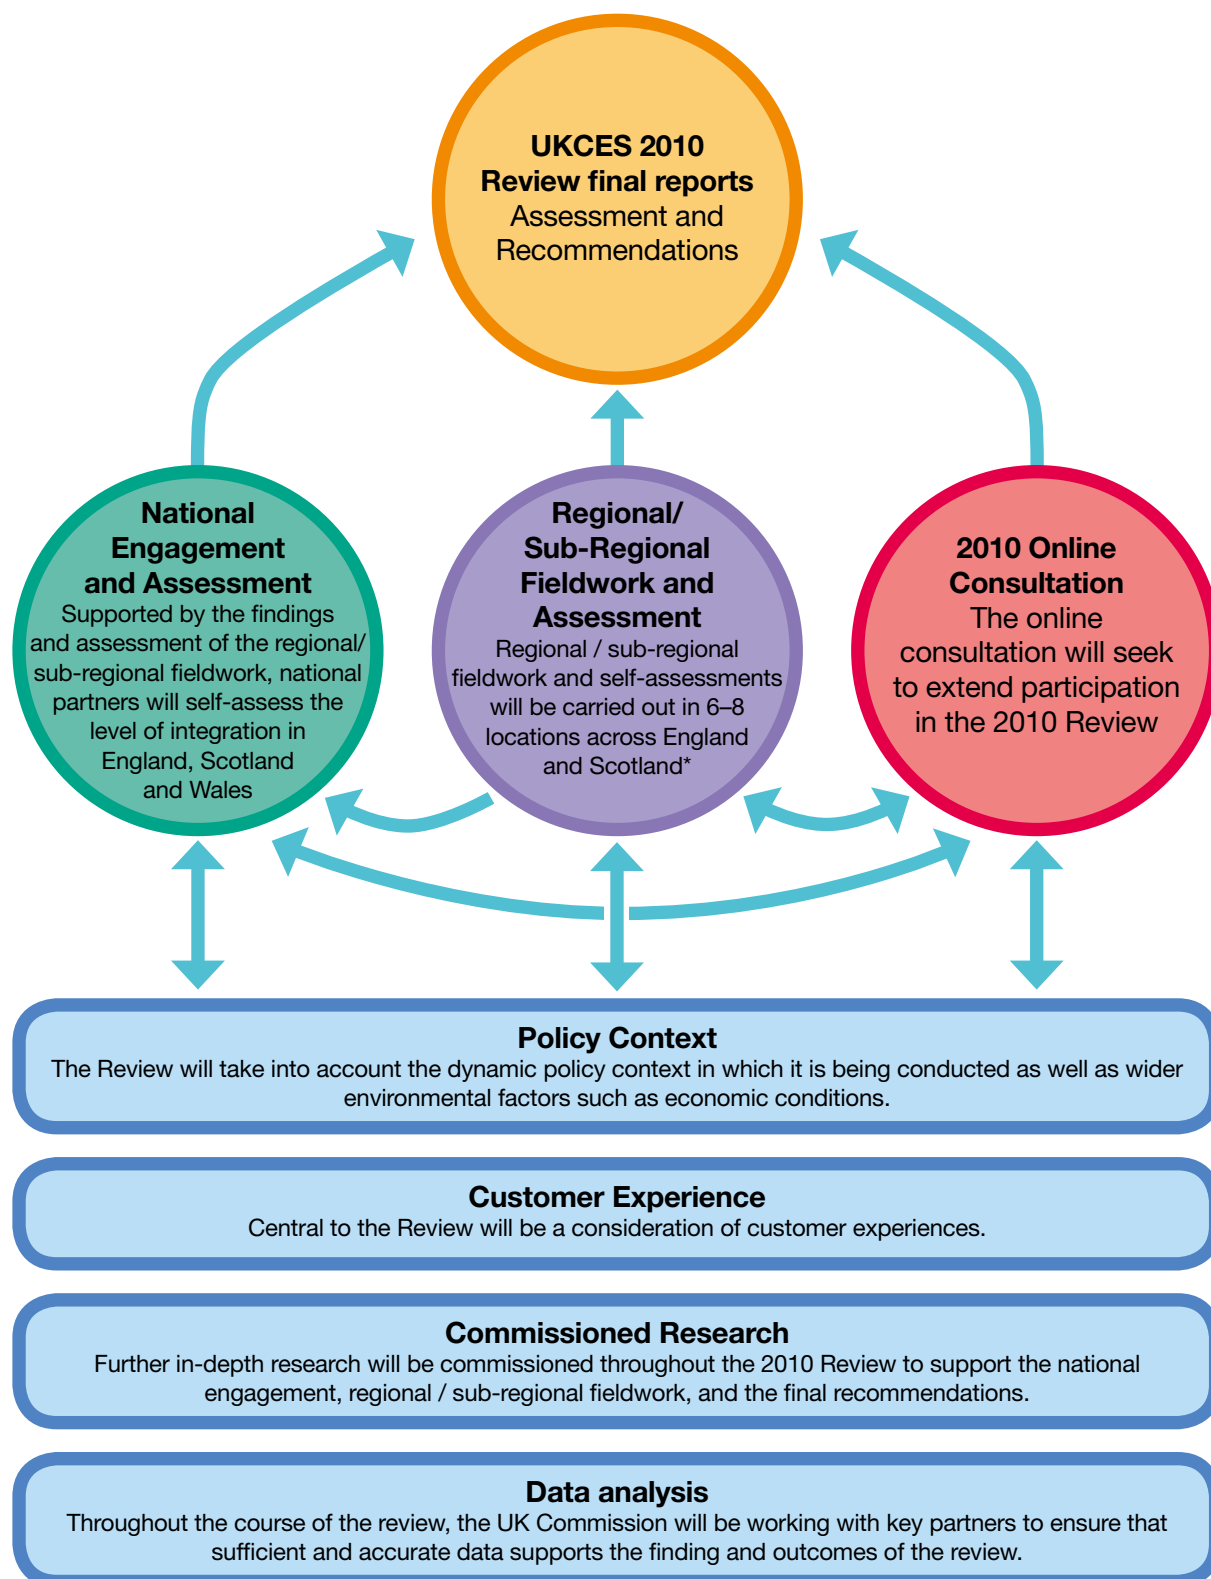 UKCES 2010
Review final reports
Assessment and
Recommendations
National
Engagement
and Assessment
Supported by the findings
and assessment of the regional/
sub-regional fieldwork, national
partners will self-assess the
level of integration in
England, Scotland
and Wales
Regional/
Sub-Regional
Fieldwork and
Assessment
Regional / sub-regional
fieldwork and self-assessments
will be carried out in 6–8
locations across England
and Scotland*
2010 Online
Consultation
The online
consultation will seek
to extend participation
in the 2010 Review
Policy Context
The Review will take into account the dynamic policy context in which it is being conducted as well as wider
environmental factors such as economic conditions.
Customer Experience
Central to the Review will be a consideration of customer experiences.
Commissioned Research
Further in-depth research will be commissioned throughout the 2010 Review to support the national
engagement, regional / sub-regional fieldwork, and the final recommendations.
Data analysis
Throughout the course of the review, the UK Commission will be working with key partners to ensure that
sufficient and accurate data supports the finding and outcomes of the review.